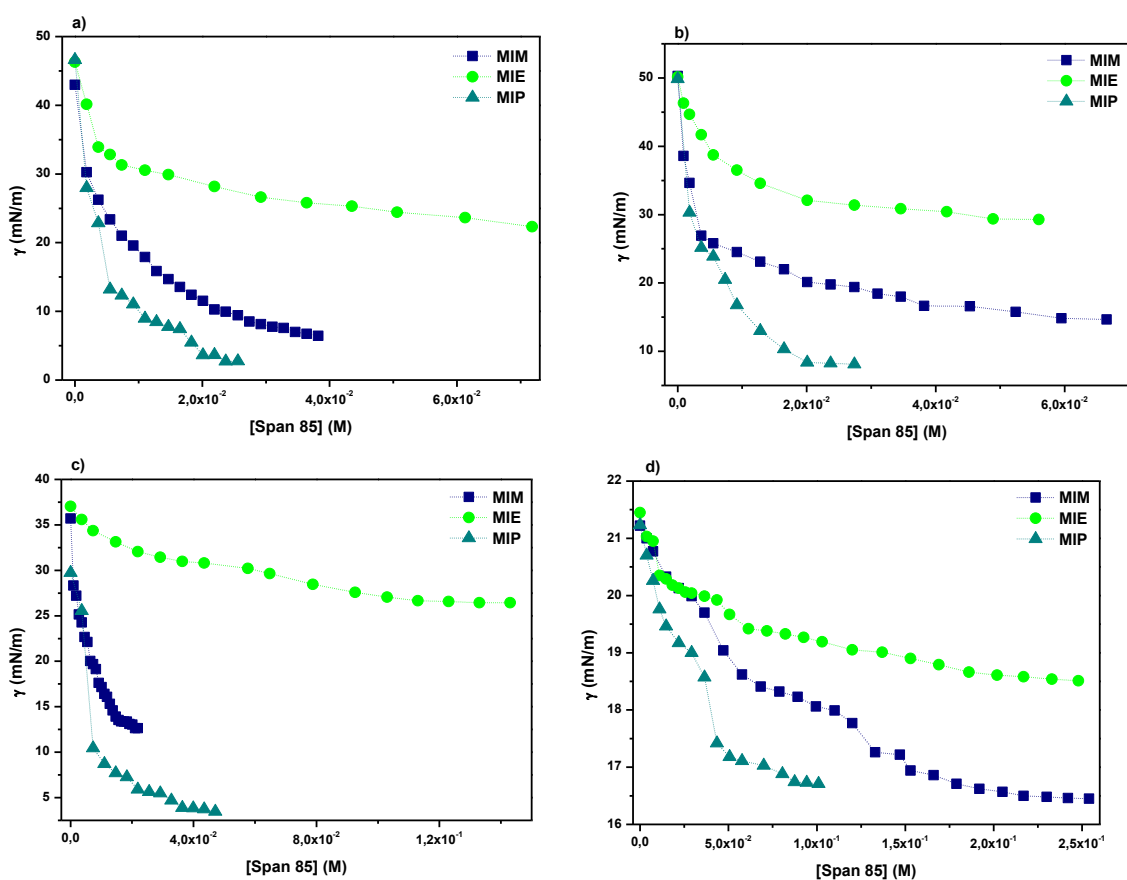 a)
50
40
30
20
10
0
γ (mN/m)
MIM
MIE
MIP
0,0
2,0x10⁻²
4,0x10⁻²
6,0x10⁻²
[Span 85] (M)
b)
50
40
30
20
10
γ (mN/m)
MIM
MIE
MIP
0,0
2,0x10⁻²
4,0x10⁻²
6,0x10⁻²
[Span 85] (M)
c)
40
35
30
25
20
15
10
5
γ (mN/m)
MIM
MIE
MIP
0,0
4,0x10⁻²
8,0x10⁻²
1,2x10⁻¹
[Span 85] (M)
d)
22
21
20
19
18
17
16
γ (mN/m)
MIM
MIE
MIP
0,0
5,0x10⁻²
1,0x10⁻¹
1,5x10⁻¹
2,0x10⁻¹
2,5x10⁻¹
[Span 85] (M)